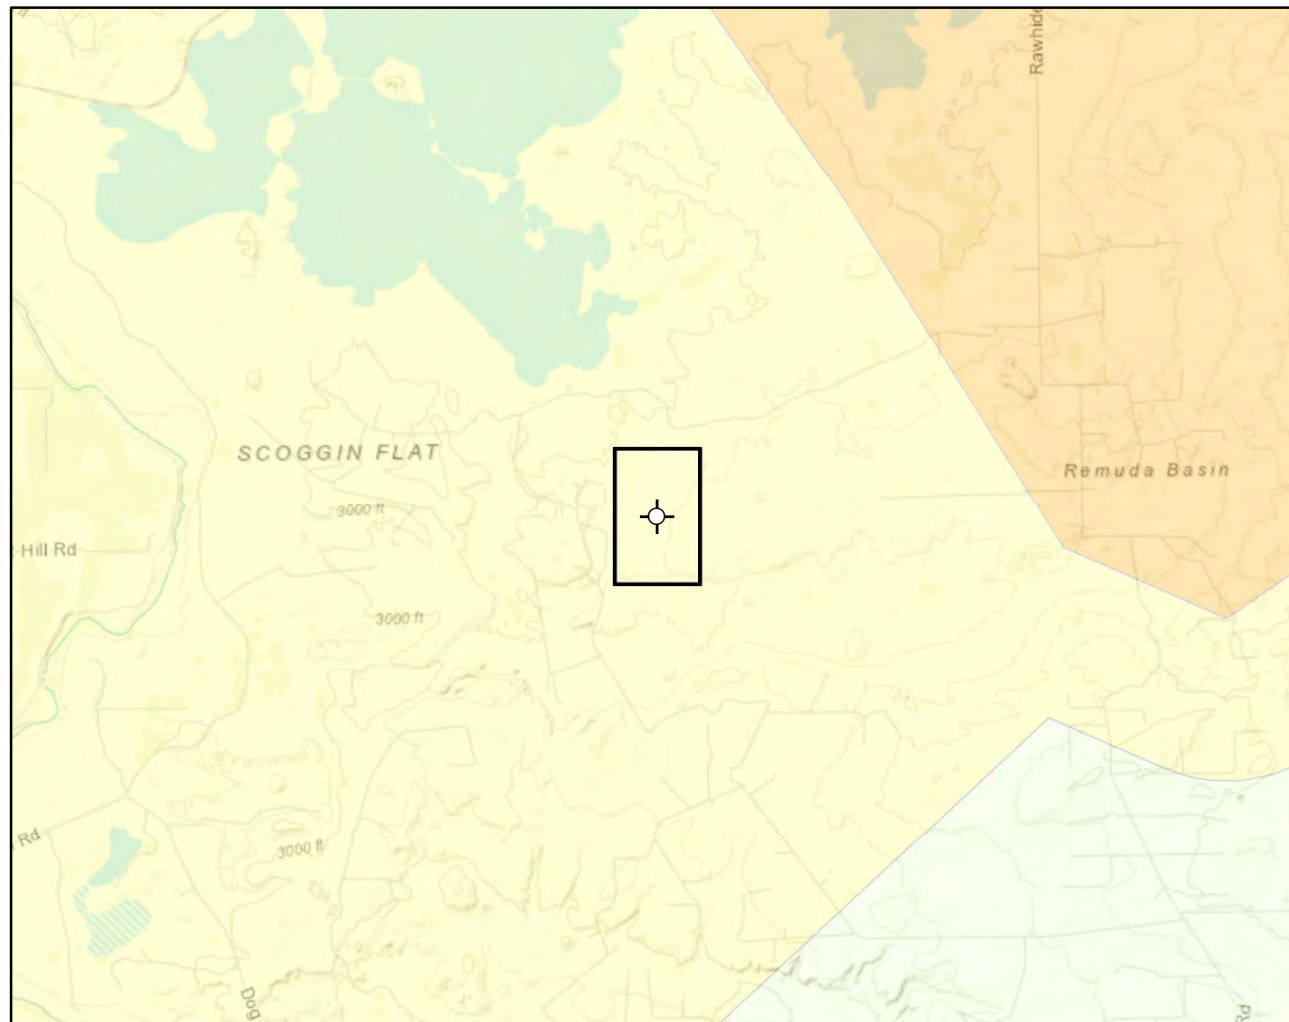 Rawhide
SCOGGIN FLAT
Remuda Basin
3000 ft
Hill Rd
3000 ft
Rd
3000 ft
Dog
Rd